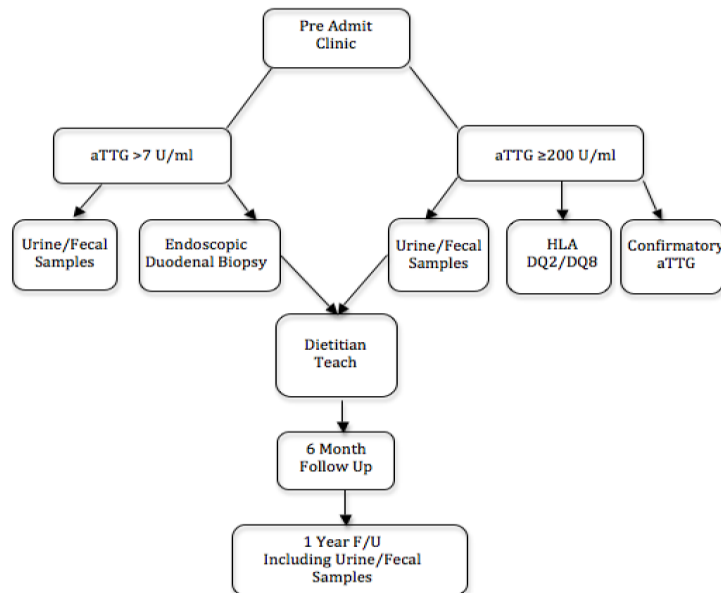 Pre Admit
Clinic
aTTG >7 U/ml
aTTG ≥200 U/ml
Urine/Fecal
Samples
Endoscopic
Duodenal Biopsy
Urine/Fecal
Samples
HLA
DQ2/DQ8
Confirmatory
aTTG
Dietitian
Teach
6 Month
Follow Up
1 Year F/U
Including Urine/Fecal
Samples